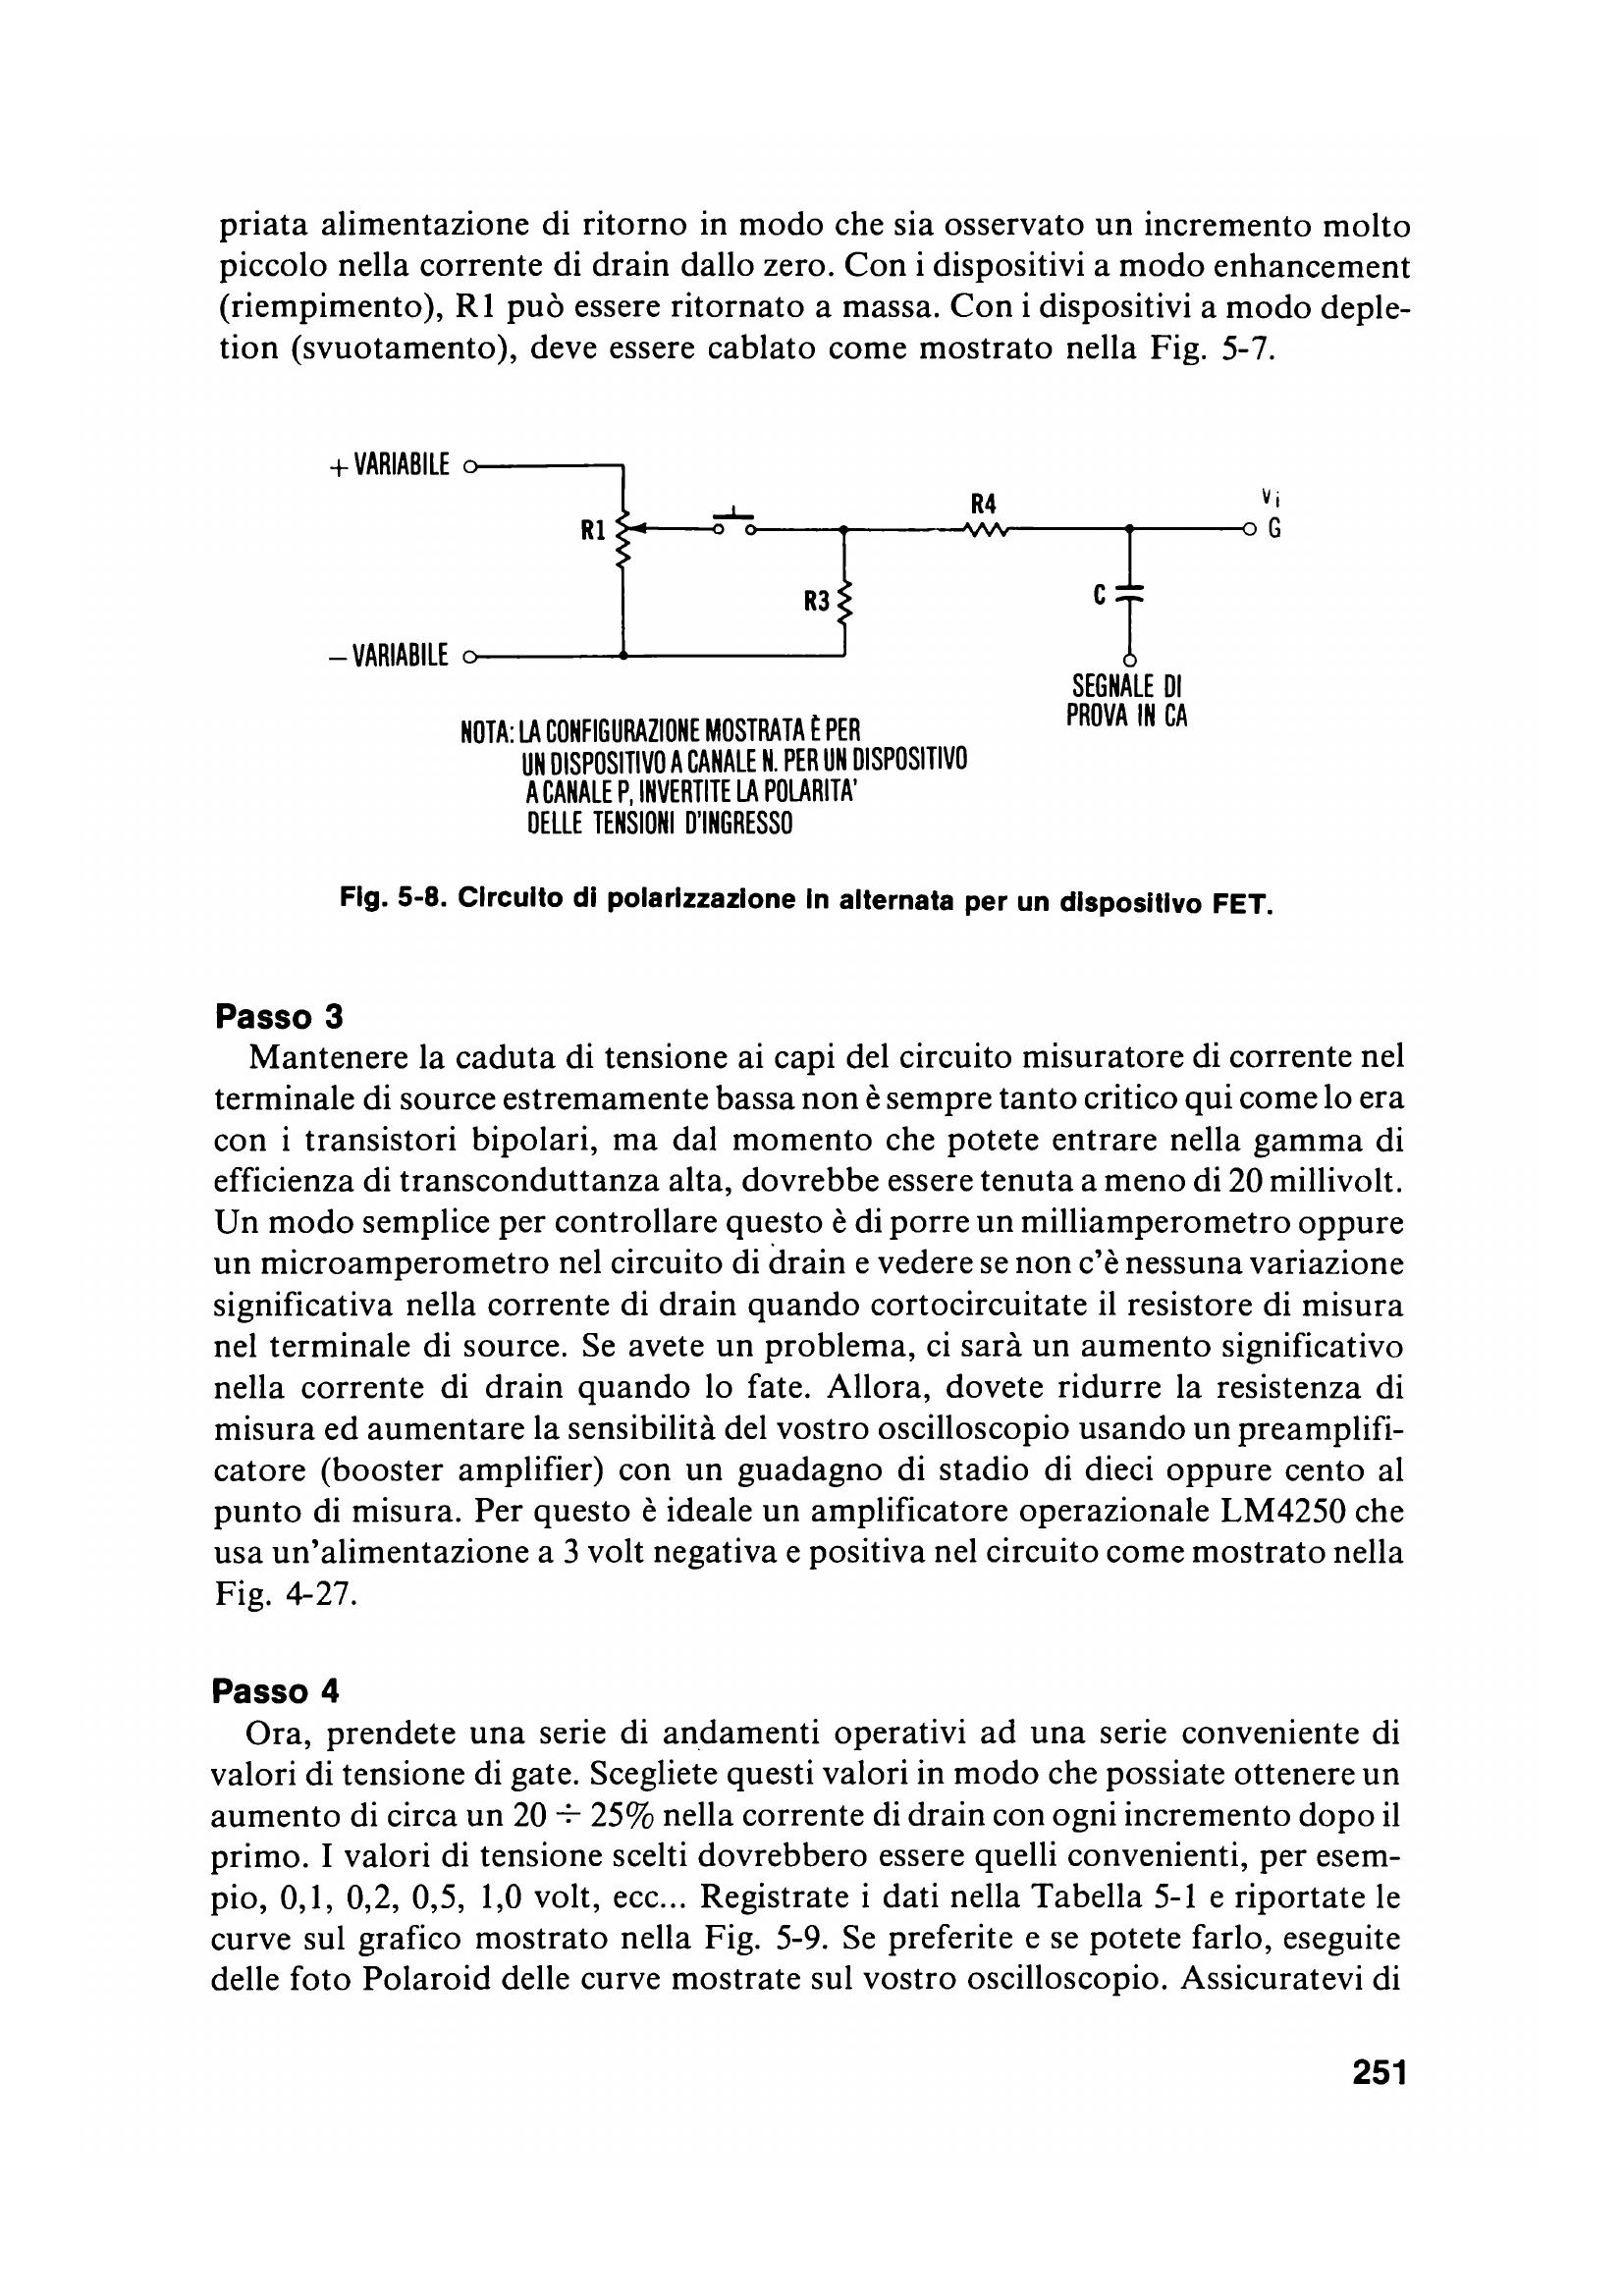 priata alimentazione di ritorno in modo che sia osservato un incremento molto
piccolo nella corrente di drain dallo zero. Con i dispositivi a modo enhancement
(riempimento), R1 può essere ritornato a massa. Con i dispositivi a modo deple-
tion (svuotamento), deve essere cablato come mostrato nella Fig. 5-7.
+ VARIABILE
R4
Vi
R1
G
R3
C
– VARIABILE
SEGNALE DI
PROVA IN CA
NOTA: LA CONFIGURAZIONE MOSTRATA È PER
UN DISPOSITIVO A CANALE N. PER UN DISPOSITIVO
A CANALE P, INVERTITE LA POLARITA'
DELLE TENSIONI D'INGRESSO
Fig. 5-8. Circuito di polarizzazione in alternata per un dispositivo FET.
Passo 3
Mantenere la caduta di tensione ai capi del circuito misuratore di corrente nel
terminale di source estremamente bassa non è sempre tanto critico qui come lo era
con i transistori bipolari, ma dal momento che potete entrare nella gamma di
efficienza di transconduttanza alta, dovrebbe essere tenuta a meno di 20 millivolt.
Un modo semplice per controllare questo è di porre un milliamperometro oppure
un microamperometro nel circuito di drain e vedere se non c'è nessuna variazione
significativa nella corrente di drain quando cortocircuitate il resistore di misura
nel terminale di source. Se avete un problema, ci sarà un aumento significativo
nella corrente di drain quando lo fate. Allora, dovete ridurre la resistenza di
misura ed aumentare la sensibilità del vostro oscilloscopio usando un preamplifi-
catore (booster amplifier) con un guadagno di stadio di dieci oppure cento al
punto di misura. Per questo è ideale un amplificatore operazionale LM4250 che
usa un'alimentazione a 3 volt negativa e positiva nel circuito come mostrato nella
Fig. 4-27.
Passo 4
Ora, prendete una serie di andamenti operativi ad una serie conveniente di
valori di tensione di gate. Scegliete questi valori in modo che possiate ottenere un
aumento di circa un 20 ÷ 25% nella corrente di drain con ogni incremento dopo il
primo. I valori di tensione scelti dovrebbero essere quelli convenienti, per esem-
pio, 0,1, 0,2, 0,5, 1,0 volt, ecc... Registrate i dati nella Tabella 5-1 e riportate le
curve sul grafico mostrato nella Fig. 5-9. Se preferite e se potete farlo, eseguite
delle foto Polaroid delle curve mostrate sul vostro oscilloscopio. Assicuratevi di
251